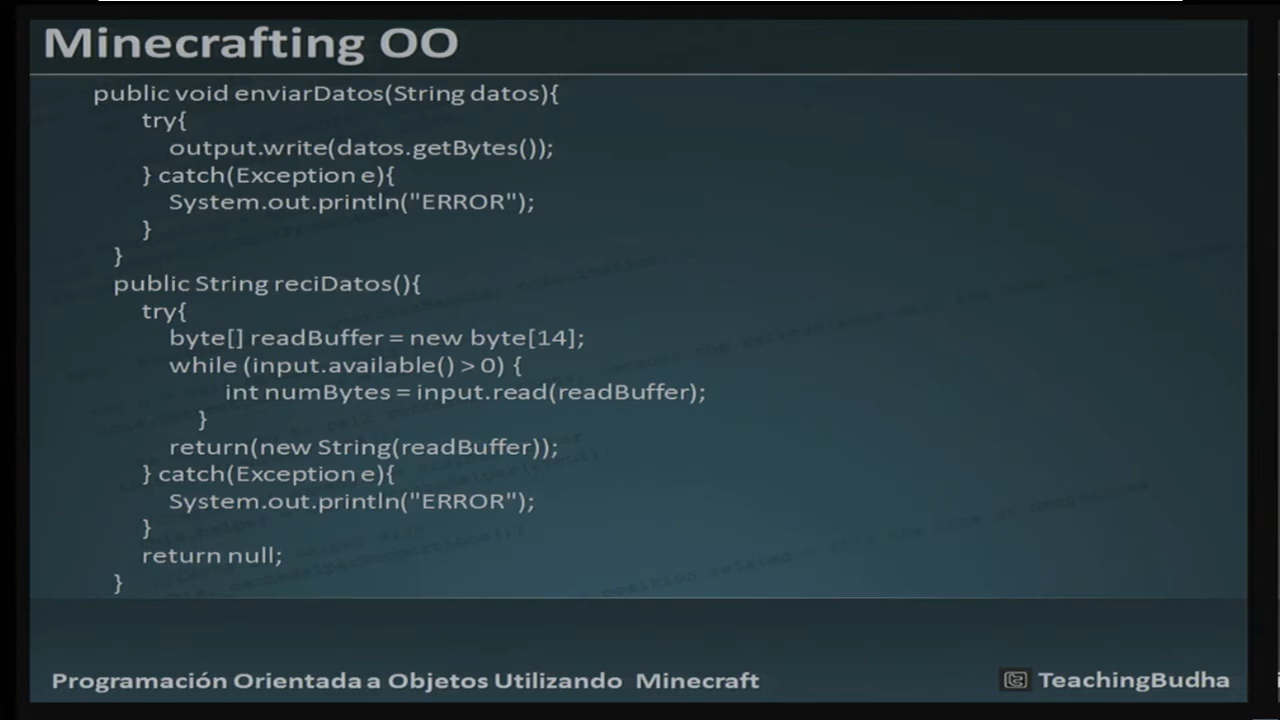 Minecrafting OO
public void enviarDatos(String datos){
try{
output.write(datos.getBytes());
} catch(Exception e){
System.out.println("ERROR");
}
}
public String reciDatos(){
try{
byte[] readBuffer = new byte[14];
while (input.available() > 0) {
int numBytes = input.read(readBuffer);
}
return(new String(readBuffer));
} catch(Exception e){
System.out.println("ERROR");
}
return null;
}
Programación Orientada a Objetos Utilizando Minecraft
TeachingBudha